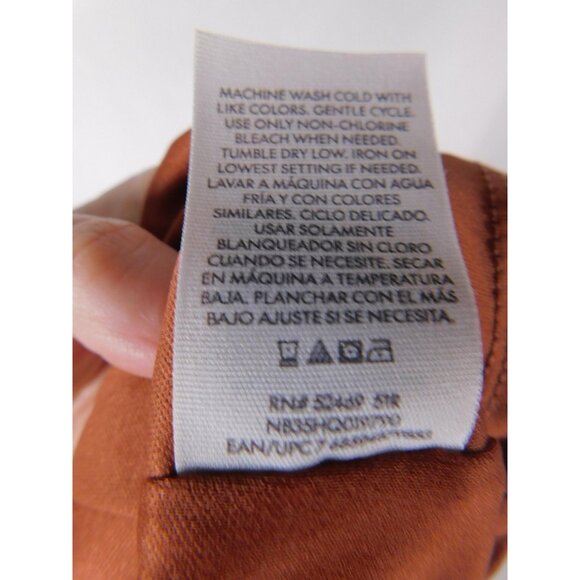 MACHINE WASH COLD WITH
LIKE COLORS. GENTLE CYCLE.
USE ONLY NON-CHLORINE
BLEACH WHEN NEEDED.
TUMBLE DRY LOW. IRON ON
LOWEST SETTING IF NEEDED.
LAVAR A MÁQUINA CON AGUA
FRÍA Y CON COLORES
SIMILARES. CICLO DELICADO.
USAR SOLAMENTE
BLANQUEADOR SIN CLORO
CUANDO SE NECESITE. SECAR
EN MÁQUINA A TEMPERATURA
BAJA. PLANCHAR CON EL MÁS
BAJO AJUSTE SI SE NECESITA.
RN# 52469 51R
EAN/UPC